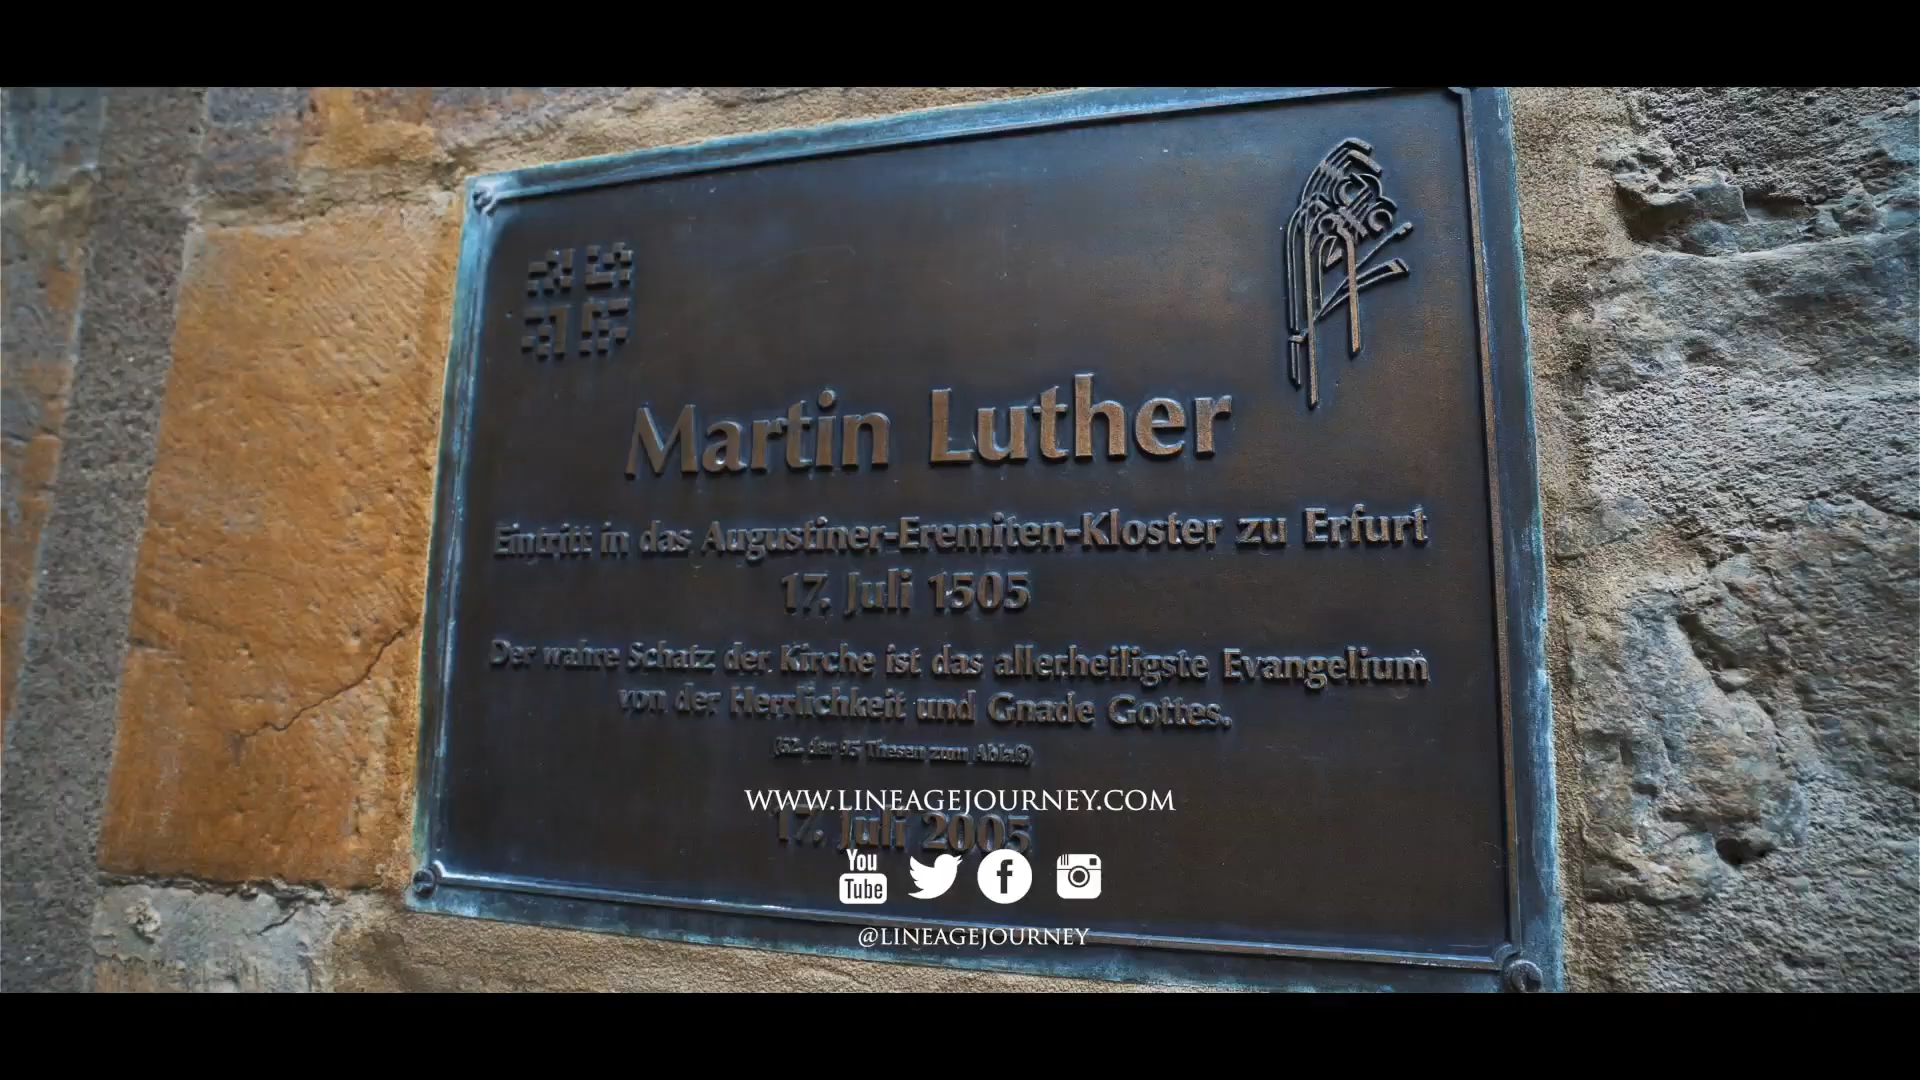 Martin Luther
Eintritt in das Augustiner-Eremiten-Kloster zu Erfurt
17. Juli 1505
Der wahre Schatz der Kirche ist das allerheiligste Evangelium
von der Herrlichkeit und Gnade Gottes.
(62. der 95 Thesen zum Ablaß)
WWW.LINEAGEJOURNEY.COM
17. Juli 2005
You
Tube
@LINEAGEJOURNEY